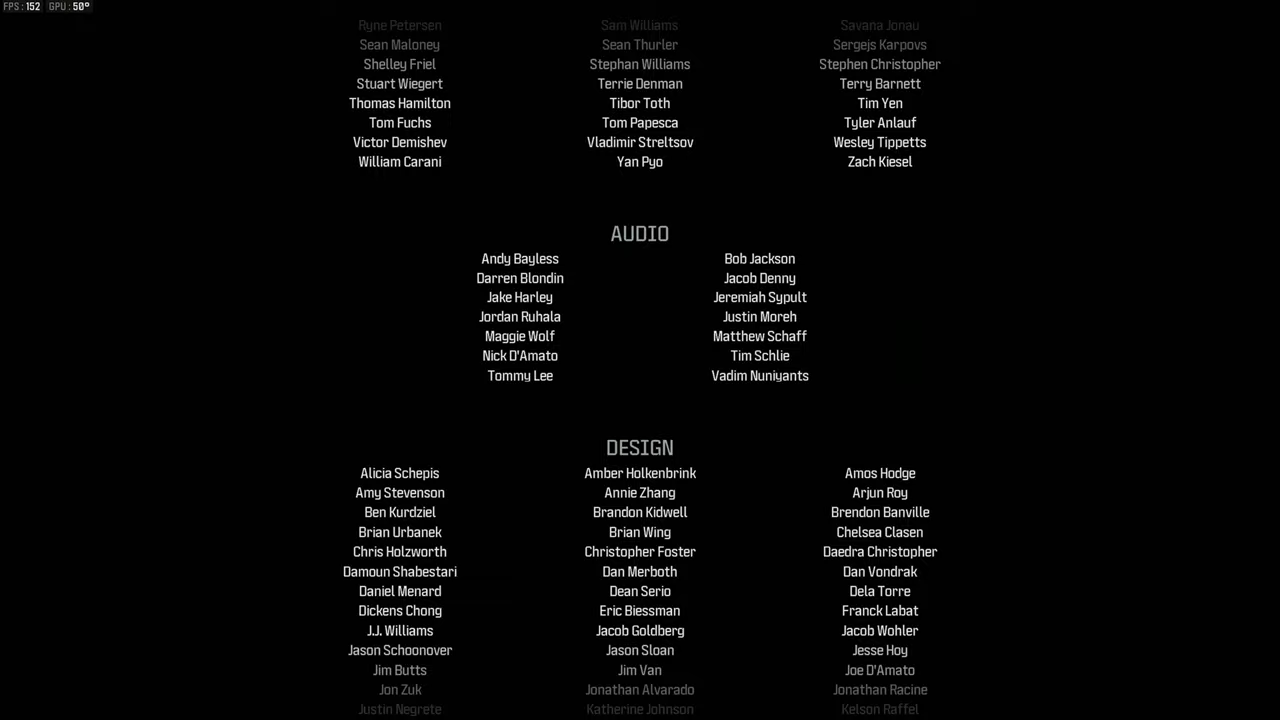 FPS: 152 GPU: 50°
Ryne Petersen Sam Williams Savana Jonau
Sean Maloney Sean Thurler Sergejs Karpovs
Shelley Friel Stephan Williams Stephen Christopher
Stuart Wiegert Terrie Denman Terry Barnett
Thomas Hamilton Tibor Toth Tim Yen
Tom Fuchs Tom Papesca Tyler Anlauf
Victor Demishev Vladimir Streltsov Wesley Tippetts
William Carani Yan Pyo Zach Kiesel
AUDIO
Andy Bayless Bob Jackson
Darren Blondin Jacob Denny
Jake Harley Jeremiah Sypult
Jordan Ruhala Justin Moreh
Maggie Wolf Matthew Schaff
Nick D'Amato Tim Schlie
Tommy Lee Vadim Nuniyants
DESIGN
Alicia Schepis Amber Holkenbrink Amos Hodge
Amy Stevenson Annie Zhang Arjun Roy
Ben Kurdziel Brandon Kidwell Brendon Banville
Brian Urbanek Brian Wing Chelsea Clasen
Chris Holzworth Christopher Foster Daedra Christopher
Damoun Shabestari Dan Merboth Dan Vondrak
Daniel Menard Dean Serio Dela Torre
Dickens Chong Eric Biessman Franck Labat
J.J. Williams Jacob Goldberg Jacob Wohler
Jason Schoonover Jason Sloan Jesse Hoy
Jim Butts Jim Van Joe D'Amato
Jon Zuk Jonathan Alvarado Jonathan Racine
Justin Negrete Katherine Johnson Kelson Raffel